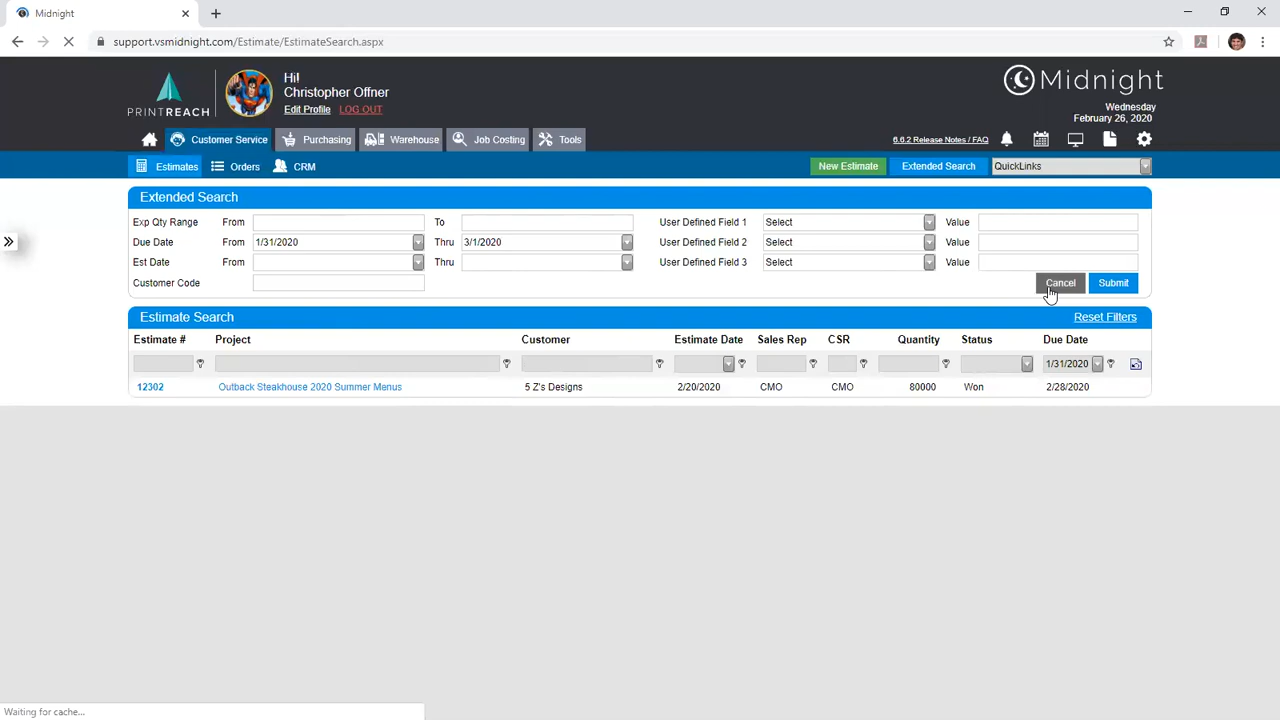 Midnight
support.vsmidnight.com/Estimate/EstimateSearch.aspx
PRINTREACH
Hi!
Christopher Offner
Edit Profile LOG OUT
Midnight
Wednesday
February 26, 2020
Customer Service Purchasing Warehouse Job Costing Tools 6.6.2 Release Notes / FAQ
Estimates Orders CRM New Estimate Extended Search QuickLinks
Extended Search
Exp Qty Range From To User Defined Field 1 Select Value
Due Date From 1/31/2020 Thru 3/1/2020 User Defined Field 2 Select Value
Est Date From Thru User Defined Field 3 Select Value
Customer Code Cancel Submit
Estimate Search Reset Filters
Estimate # Project Customer Estimate Date Sales Rep CSR Quantity Status Due Date
1/31/2020
12302 Outback Steakhouse 2020 Summer Menus 5 Z's Designs 2/20/2020 CMO CMO 80000 Won 2/28/2020
Waiting for cache...